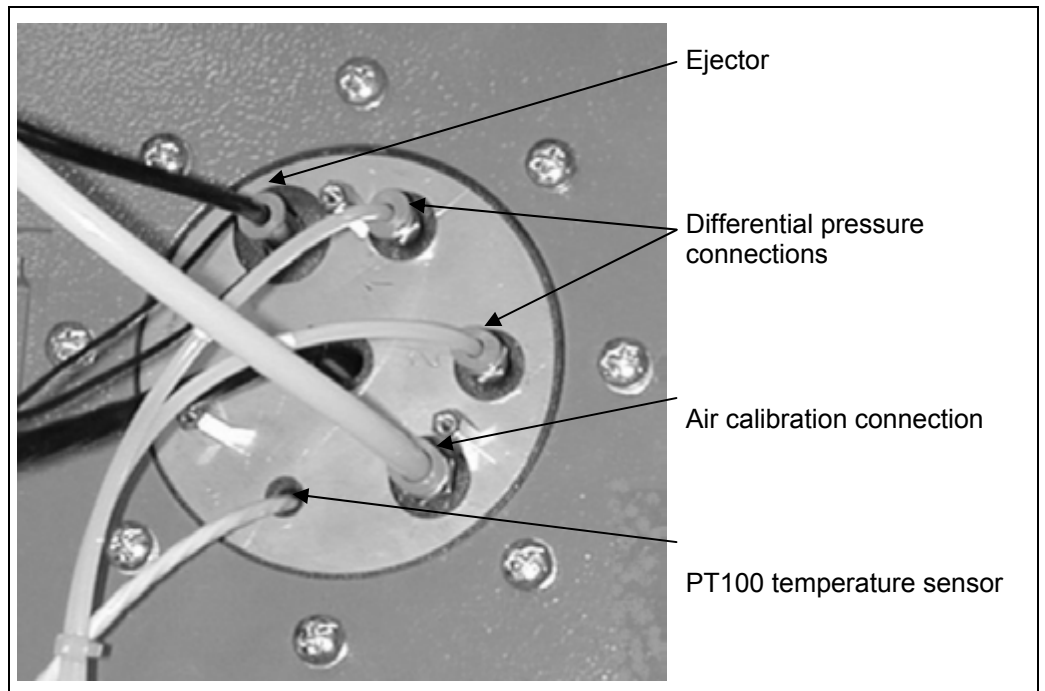 Ejector
Differential pressure
connections
Air calibration connection
PT100 temperature sensor